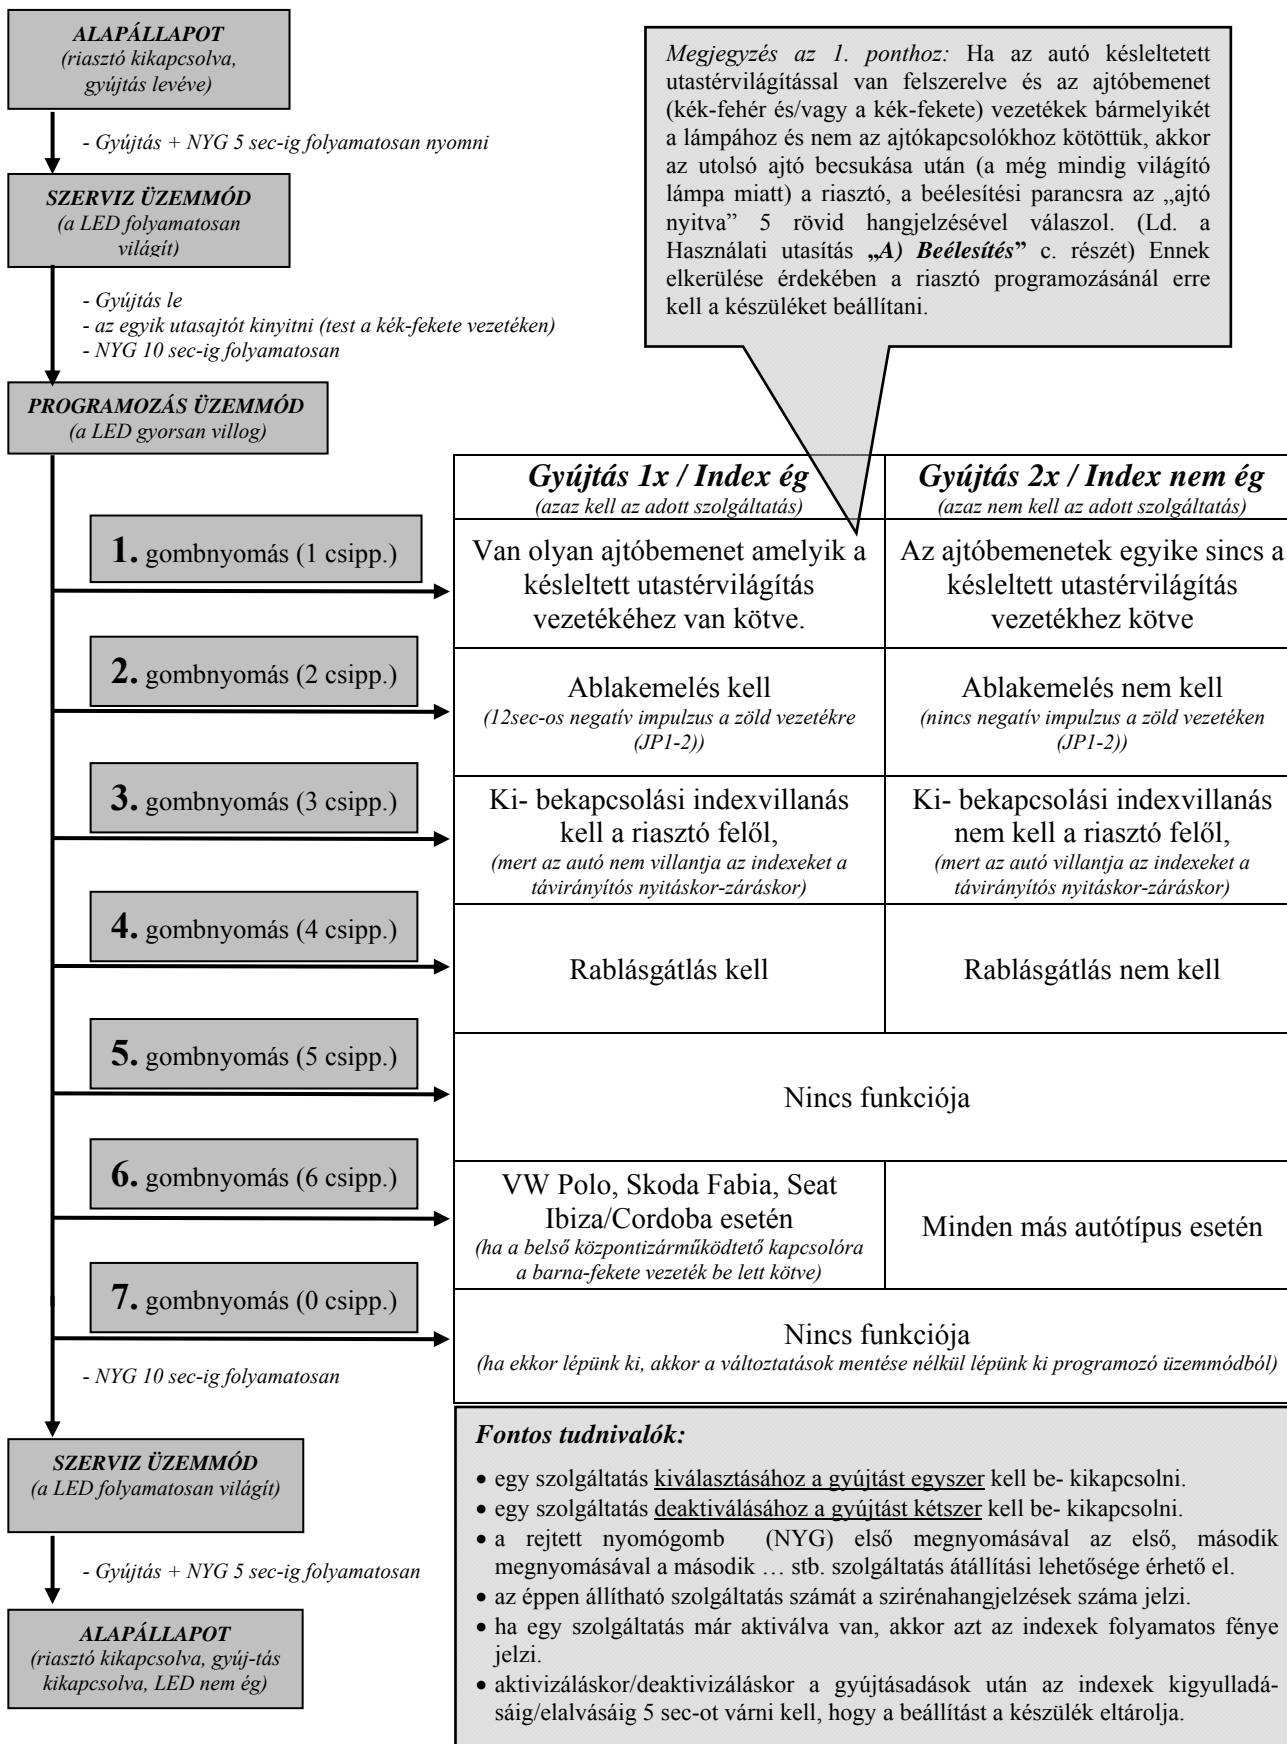 ALAPÁLLAPOT
(riasztó kikapcsolva,
gyújtás levéve)
- Gyújtás + NYG 5 sec-ig folyamatosan nyomni
SZERVIZ ÜZEMMÓD
(a LED folyamatosan
világít)
- Gyújtás le
- az egyik utasajtót kinyitni (test a kék-fekete vezetéken)
- NYG 10 sec-ig folyamatosan
PROGRAMOZÁS ÜZEMMÓD
(a LED gyorsan villog)
Megjegyzés az 1. ponthoz: Ha az autó késleltetett
utastérvilágítással van felszerelve és az ajtóbemenet
(kék-fehér és/vagy a kék-fekete) vezetékek bármelyikét
a lámpához és nem az ajtókapcsolókhoz kötöttük, akkor
az utolsó ajtó becsukása után (a még mindig világító
lámpa miatt) a riasztó, a beélesítési parancsra az „ajtó
nyitva” 5 rövid hangjelzésével válaszol. (Ld. a
Használati utasítás „A) Beélesítés” c. részét) Ennek
elkerülése érdekében a riasztó programozásánál erre
kell a készüléket beállítani.
Gyújtás 1x / Index ég
(azaz kell az adott szolgáltatás)
Gyújtás 2x / Index nem ég
(azaz nem kell az adott szolgáltatás)
1. gombnyomás (1 csipp.)
Van olyan ajtóbemenet amelyik a
késleltett utastérvilágítás
vezetékéhez van kötve.
Az ajtóbemenetek egyike sincs a
késleltett utastérvilágítás
vezetékhez kötve
2. gombnyomás (2 csipp.)
Ablakemelés kell
(12sec-os negatív impulzus a zöld vezetékre
(JP1-2))
Ablakemelés nem kell
(nincs negatív impulzus a zöld vezetéken
(JP1-2))
3. gombnyomás (3 csipp.)
Ki- bekapcsolási indexvillanás
kell a riasztó felől,
(mert az autó nem villantja az indexeket a
távirányítós nyitáskor-záráskor)
Ki- bekapcsolási indexvillanás
nem kell a riasztó felől,
(mert az autó villantja az indexeket a
távirányítós nyitáskor-záráskor)
4. gombnyomás (4 csipp.)
Rablásgátlás kell
Rablásgátlás nem kell
5. gombnyomás (5 csipp.)
Nincs funkciója
6. gombnyomás (6 csipp.)
VW Polo, Skoda Fabia, Seat
Ibiza/Cordoba esetén
(ha a belső központizárműködtető kapcsolóra
a barna-fekete vezeték be lett kötve)
Minden más autótípus esetén
7. gombnyomás (0 csipp.)
Nincs funkciója
(ha ekkor lépünk ki, akkor a változtatások mentése nélkül lépünk ki programozó üzemmódból)
- NYG 10 sec-ig folyamatosan
SZERVIZ ÜZEMMÓD
(a LED folyamatosan világít)
- Gyújtás + NYG 5 sec-ig folyamatosan
ALAPÁLLAPOT
(riasztó kikapcsolva, gyúj-tás
kikapcsolva, LED nem ég)
Fontos tudnivalók:
• egy szolgáltatás kiválasztásához a gyújtást egyszer kell be- kikapcsolni.
• egy szolgáltatás deaktiválásához a gyújtást kétszer kell be- kikapcsolni.
• a rejtett nyomógomb (NYG) első megnyomásával az első, második
megnyomásával a második … stb. szolgáltatás átállítási lehetősége érhető el.
• az éppen állítható szolgáltatás számát a szirénahangjelzések száma jelzi.
• ha egy szolgáltatás már aktiválva van, akkor azt az indexek folyamatos fénye
jelzi.
• aktivizáláskor/deaktivizáláskor a gyújtásadások után az indexek kigyulladá-
sáig/elalvásáig 5 sec-ot várni kell, hogy a beállítást a készülék eltárolja.